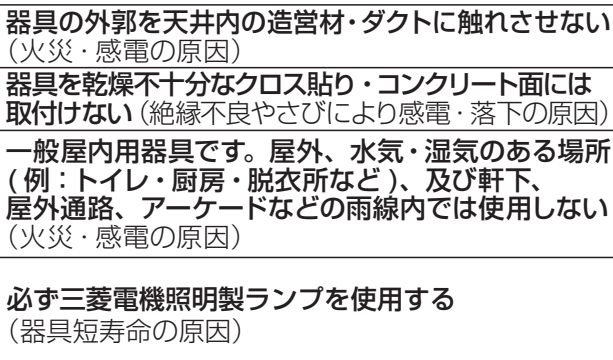 器具の外郭を天井内の造営材・ダクトに触れさせない
(火災・感電の原因)
器具を乾燥不十分なクロス貼り・コンクリート面には
取付けない(絶縁不良やさびにより感電・落下の原因)
一般屋内用器具です。屋外、水気・湿気のある場所
(例：トイレ・厨房・脱衣所など)、及び軒下、
屋外通路、アーケードなどの雨線内では使用しない
(火災・感電の原因)
必ず三菱電機照明製ランプを使用する
(器具短寿命の原因)